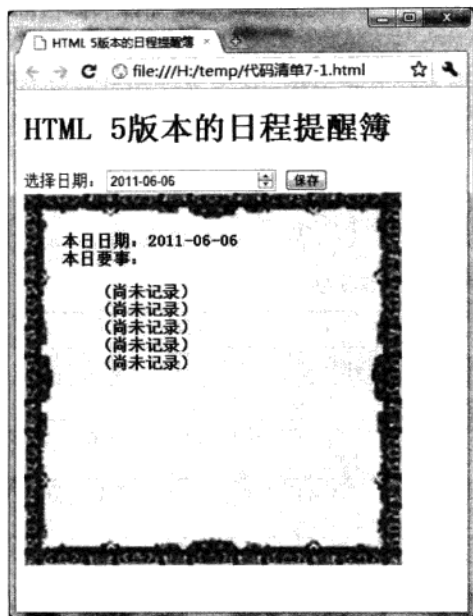 HTML 5版本的日程提醒簿
file:///H:/temp/代码清单7-1.html
HTML 5版本的日程提醒簿
选择日期： 2011-06-06 保存
本日日期：2011-06-06
本日要事：
（尚未记录）
（尚未记录）
（尚未记录）
（尚未记录）
（尚未记录）